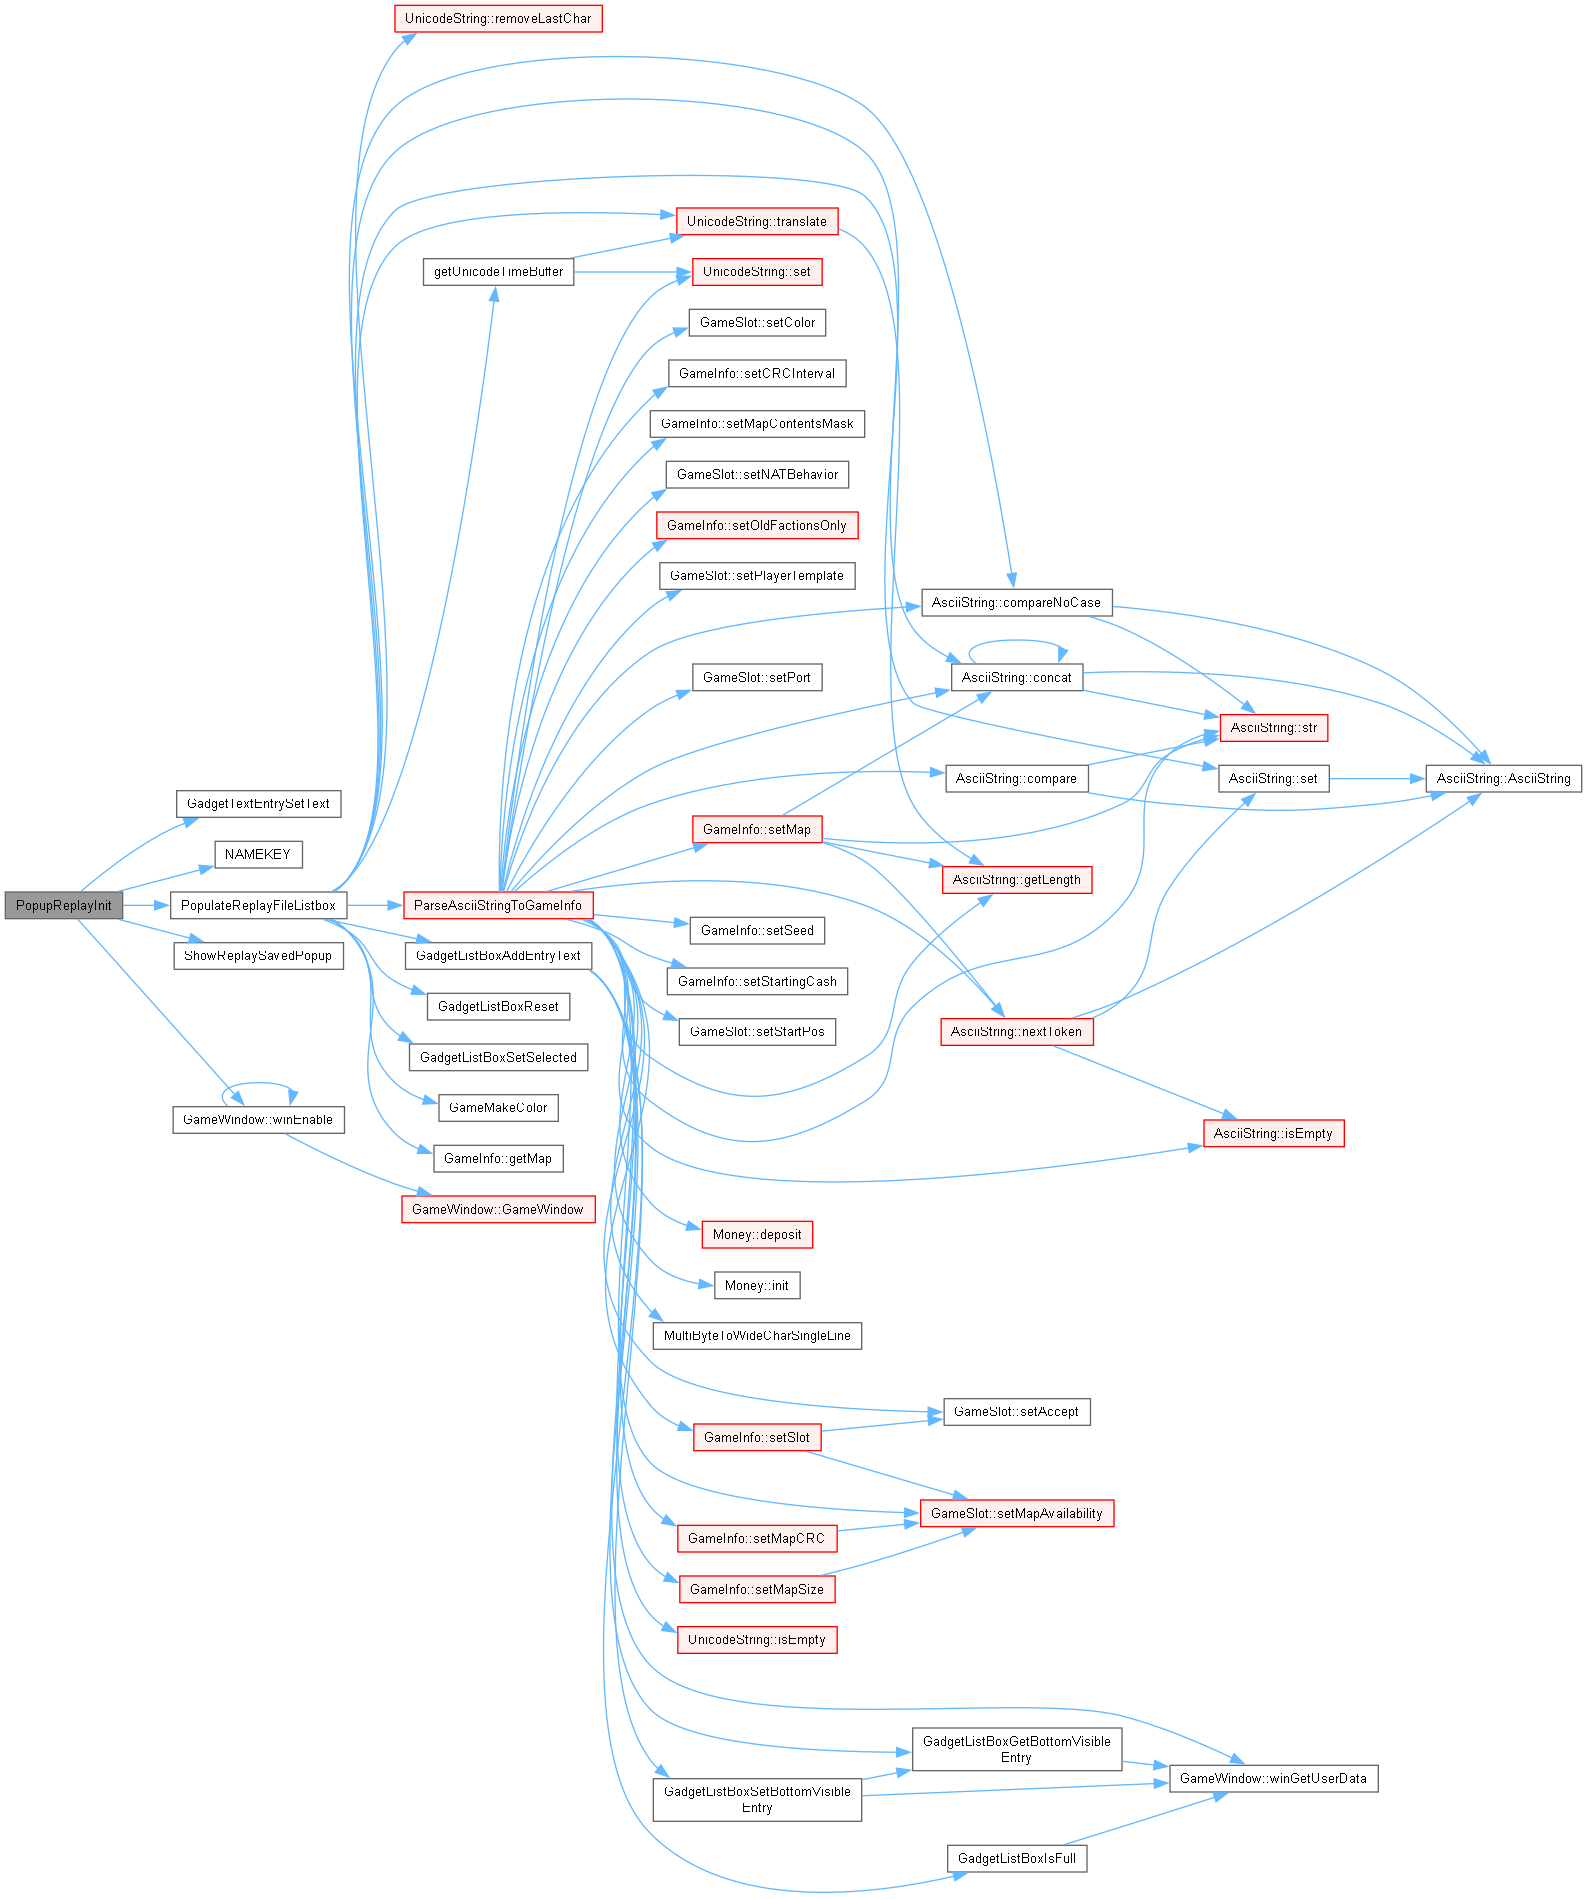 UnicodeString::removeLastChar
UnicodeString::translate
getUnicodeTimeBuffer
UnicodeString::set
GameSlot::setColor
GameInfo::setCRCInterval
GameInfo::setMapContentsMask
GameSlot::setNATBehavior
GameInfo::setOldFactionsOnly
GameSlot::setPlayerTemplate
AsciiString::compareNoCase
GameSlot::setPort
AsciiString::concat
AsciiString::str
AsciiString::compare
AsciiString::set
AsciiString::AsciiString
GadgetTextEntrySetText
GameInfo::setMap
NAMEKEY
AsciiString::getLength
PopupReplayInit
PopulateReplayFileListbox
ParseAsciiStringToGameInfo
GameInfo::setSeed
ShowReplaySavedPopup
GadgetListBoxAddEntryText
GameInfo::setStartingCash
GadgetListBoxReset
GameSlot::setStartPos
AsciiString::nextToken
GadgetListBoxSetSelected
GameMakeColor
GameWindow::winEnable
AsciiString::isEmpty
GameInfo::getMap
GameWindow::GameWindow
Money::deposit
Money::init
MultiByteToWideCharSingleLine
GameSlot::setAccept
GameInfo::setSlot
GameSlot::setMapAvailability
GameInfo::setMapCRC
GameInfo::setMapSize
UnicodeString::isEmpty
GadgetListBoxGetBottomVisible
Entry
GameWindow::winGetUserData
GadgetListBoxSetBottomVisible
Entry
GadgetListBoxIsFull